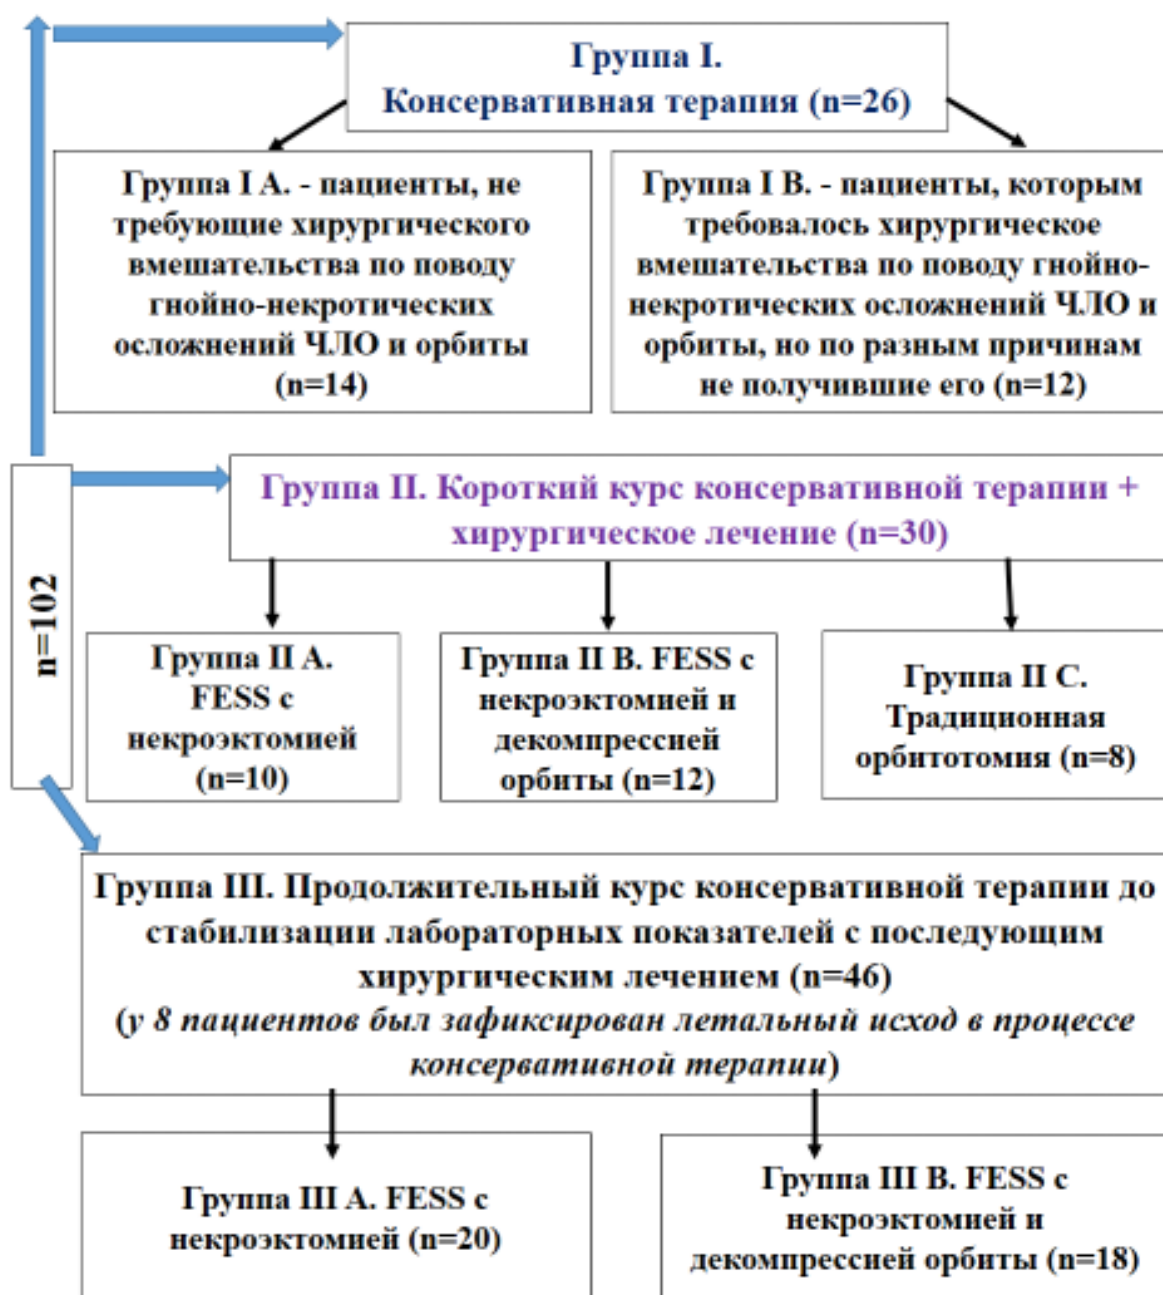 Группа I.
Консервативная терапия (n=26)
Группа I A. - пациенты, не
требующие хирургического
вмешательства по поводу
гнойно-некротических
осложнений ЧЛО и орбиты
(n=14)
Группа I B. - пациенты, которым
требовалось хирургическое
вмешательства по поводу гнойно-
некротических осложнений ЧЛО и
орбиты, но по разным причинам
не получившие его (n=12)
n=102
Группа II. Короткий курс консервативной терапии +
хирургическое лечение (n=30)
Группа II A.
FESS с
некроэктомией
(n=10)
Группа II B. FESS с
некроэктомией и
декомпрессией
орбиты (n=12)
Группа II C.
Традиционная
орбитотомия (n=8)
Группа III. Продолжительный курс консервативной терапии до
стабилизации лабораторных показателей с последующим
хирургическим лечением (n=46)
(у 8 пациентов был зафиксирован летальный исход в процессе
консервативной терапии)
Группа III A. FESS с
некроэктомией (n=20)
Группа III B. FESS с
некроэктомией и
декомпрессией орбиты (n=18)